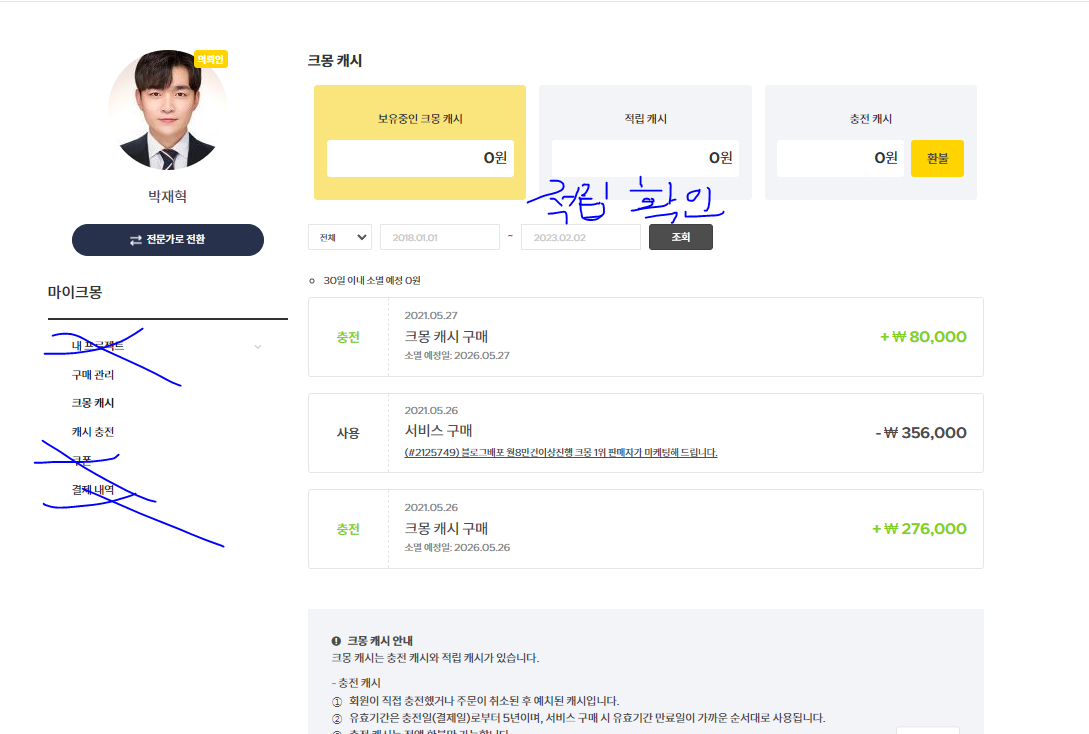 의뢰인
박재혁
전문가로 전환
마이크몽
내 프로젝트
구매 관리
크몽 캐시
캐시 충전
쿠폰
결제 내역
크몽 캐시
보유중인 크몽 캐시
0원
적립 캐시
0원
충전 캐시
0원
환불
적립 확인
전체
2018.01.01
~
2023.02.02
조회
30일 이내 소멸 예정 0원
충전
2021.05.27
크몽 캐시 구매
소멸 예정일: 2026.05.27
+₩80,000
사용
2021.05.26
서비스 구매
(#2125749) 블로그배포 월8만건이상진행 크몽 1위 판매자가 마케팅해 드립니다.
-₩356,000
충전
2021.05.26
크몽 캐시 구매
소멸 예정일: 2026.05.26
+₩276,000
크몽 캐시 안내
크몽 캐시는 충전 캐시와 적립 캐시가 있습니다.
- 충전 캐시
① 회원이 직접 충전했거나 주문이 취소된 후 예치된 캐시입니다.
② 유효기간은 충전일(결제일)로부터 5년이며, 서비스 구매 시 유효기간 만료일이 가까운 순서대로 사용됩니다.